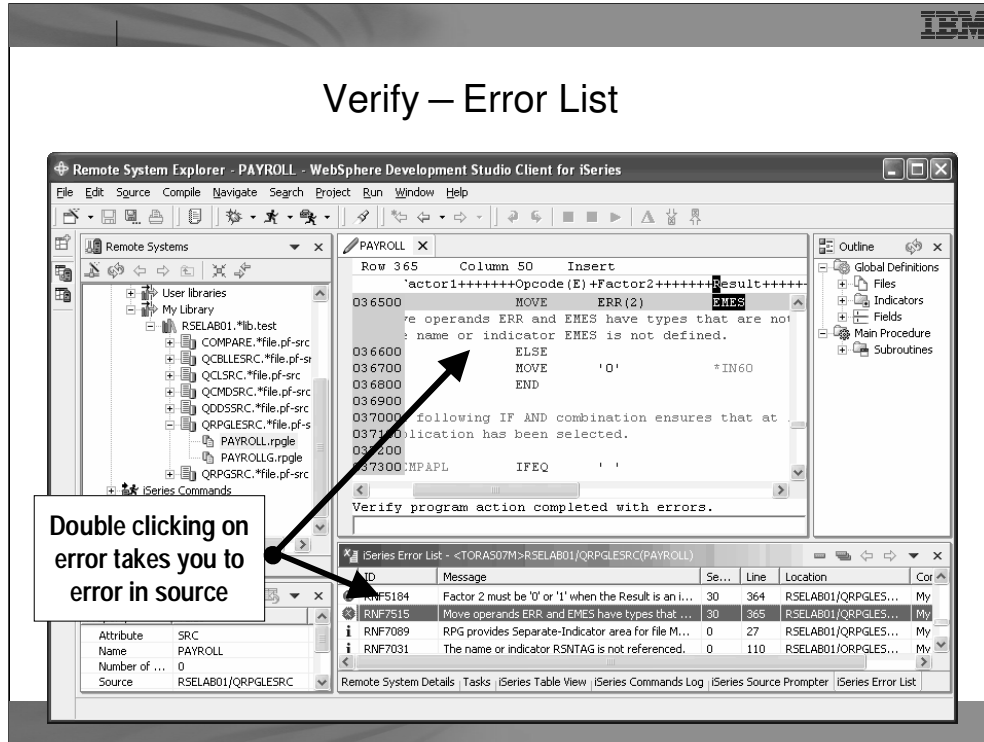 IBM
Verify – Error List
Remote System Explorer - PAYROLL - WebSphere Development Studio Client for iSeries
File Edit Source Compile Navigate Search Project Run Window Help
Remote Systems
User libraries
My Library
RSELAB01.*lib.test
COMPARE.*file.pf-src
QCBLLESRC.*file.pf-sr
QCLSRC.*file.pf-src
QCMDSRC.*file.pf-src
QDDSSRC.*file.pf-src
QRPGLESRC.*file.pf-s
PAYROLL.rpgle
PAYROLLG.rpgle
QRPGSRC.*file.pf-src
iSeries Commands
PAYROLL
Row 365 Column 50 Insert
'actor1+++++++Opcode(E)+Factor2+++++++Result+++++
036500 MOVE ERR(2) EMES
ve operands ERR and EMES have types that are not
name or indicator EMES is not defined.
036600 ELSE
036700 MOVE '0' *IN60
036800 END
036900
037000 following IF AND combination ensures that at
037100 lication has been selected.
037200
037300 CMPAPL IFEQ ' '
Verify program action completed with errors.
Outline
Global Definitions
Files
Indicators
Fields
Main Procedure
Subroutines
Double clicking on
error takes you to
error in source
Attribute SRC
Name PAYROLL
Number of ... 0
Source RSELAB01/QRPGLESRC
iSeries Error List - <TORAS07M>RSELAB01/QRPGLESRC(PAYROLL)
ID Message Se... Line Location Cor
RNF5184 Factor 2 must be '0' or '1' when the Result is an i... 30 364 RSELAB01/QRPGLES... My
RNF7515 Move operands ERR and EMES have types that ... 30 365 RSELAB01/QRPGLES... My
RNF7089 RPG provides Separate-Indicator area for file M... 0 27 RSELAB01/QRPGLES... My
RNF7031 The name or indicator RSNTAG is not referenced. 0 110 RSELAB01/QRPGLES... My
Remote System Details Tasks iSeries Table View iSeries Commands Log iSeries Source Prompter iSeries Error List